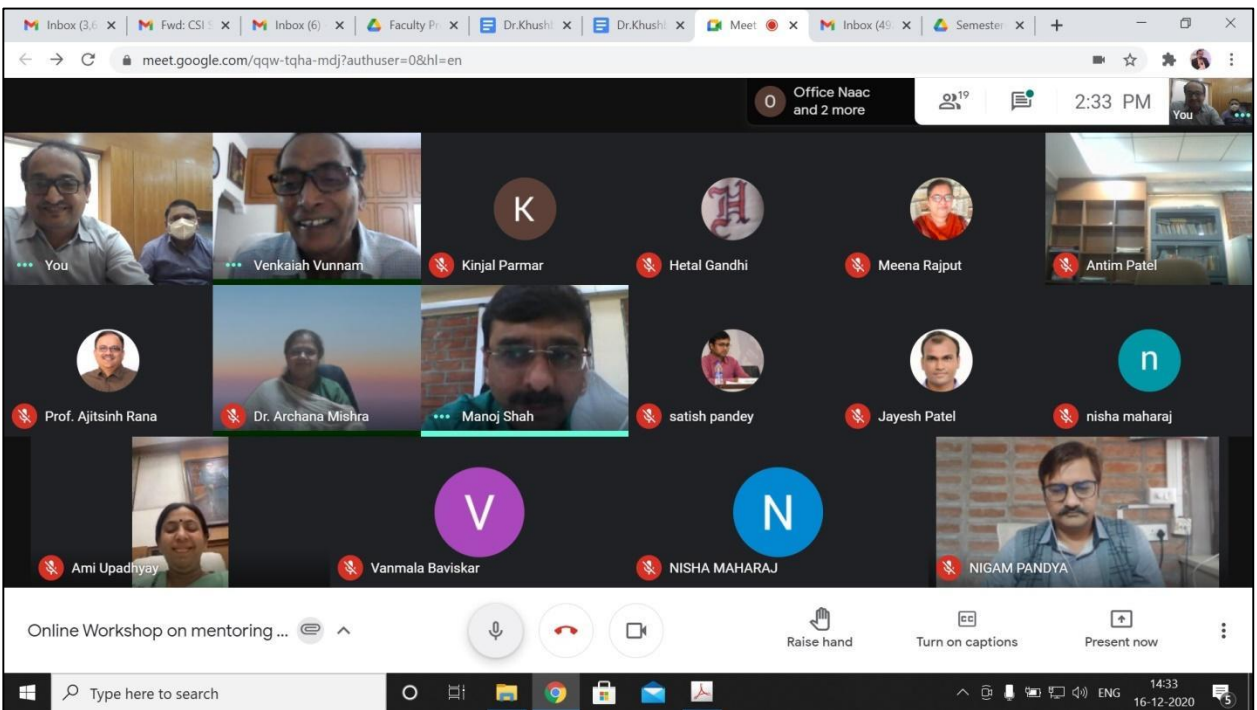 Inbox (3,6
Fwd: CSI S
Inbox (6)
Faculty Pr
Dr.Khushb
Dr.Khushb
Meet
Inbox (49
Semester
meet.google.com/qqw-tqha-mdj?authuser=0&hl=en
O
Office Naac
and 2 more
19
2:33 PM
You
You
Venkaiah Vunnam
K
Kinjal Parmar
H
Hetal Gandhi
Meena Rajput
Antim Patel
Prof. Ajitsinh Rana
Dr. Archana Mishra
Manoj Shah
satish pandey
Jayesh Patel
n
nisha maharaj
Ami Upadhyay
V
Vanmala Baviskar
N
NISHA MAHARAJ
NIGAM PANDYA
Online Workshop on mentoring ...
Raise hand
CC
Turn on captions
Present now
Type here to search
ENG
14:33
16-12-2020
5